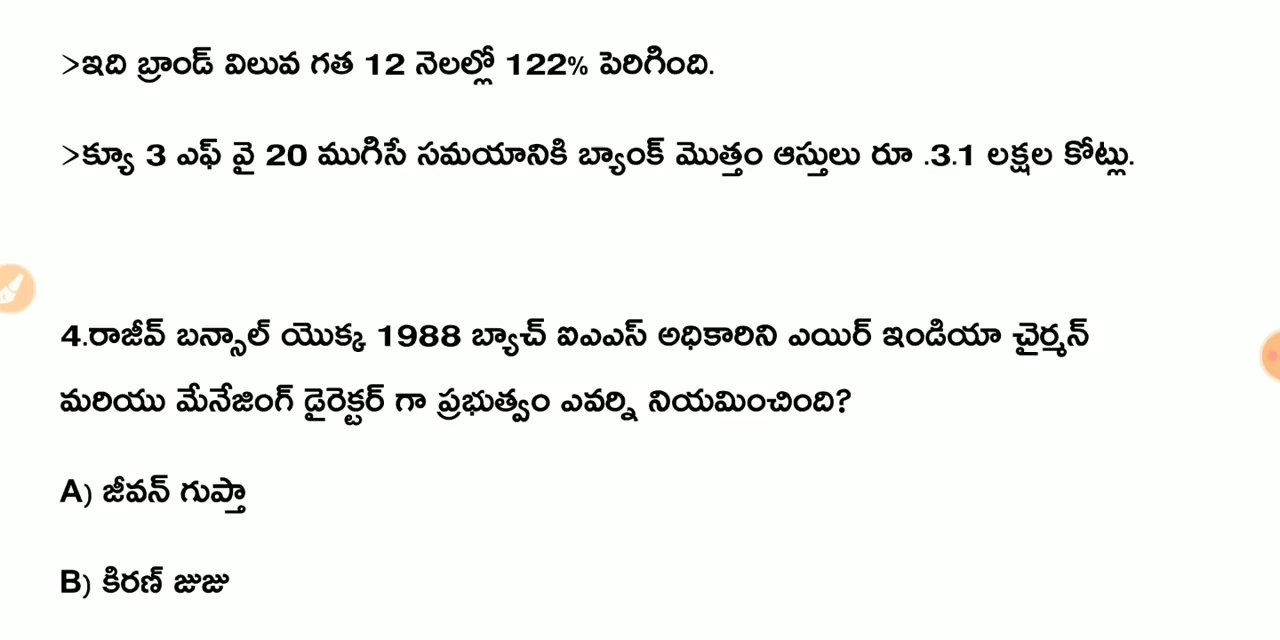 >ఇది బ్రాండ్ విలువ గత 12 నెలల్లో 122% పెరిగింది.
>క్యూ 3 ఎఫ్ వై 20 ముగిసే సమయానికి బ్యాంక్ మొత్తం ఆస్తులు రూ .3.1 లక్షల కోట్లు.
4.రాజీవ్ బన్సాల్ యొక్క 1988 బ్యాచ్ ఐఎఎస్ అధికారిని ఎయిర్ ఇండియా చైర్మన్
మరియు మేనేజింగ్ డైరెక్టర్ గా ప్రభుత్వం ఎవర్ని నియమించింది?
A) జీవన్ గుప్తా
B) కిరణ్ జుజు